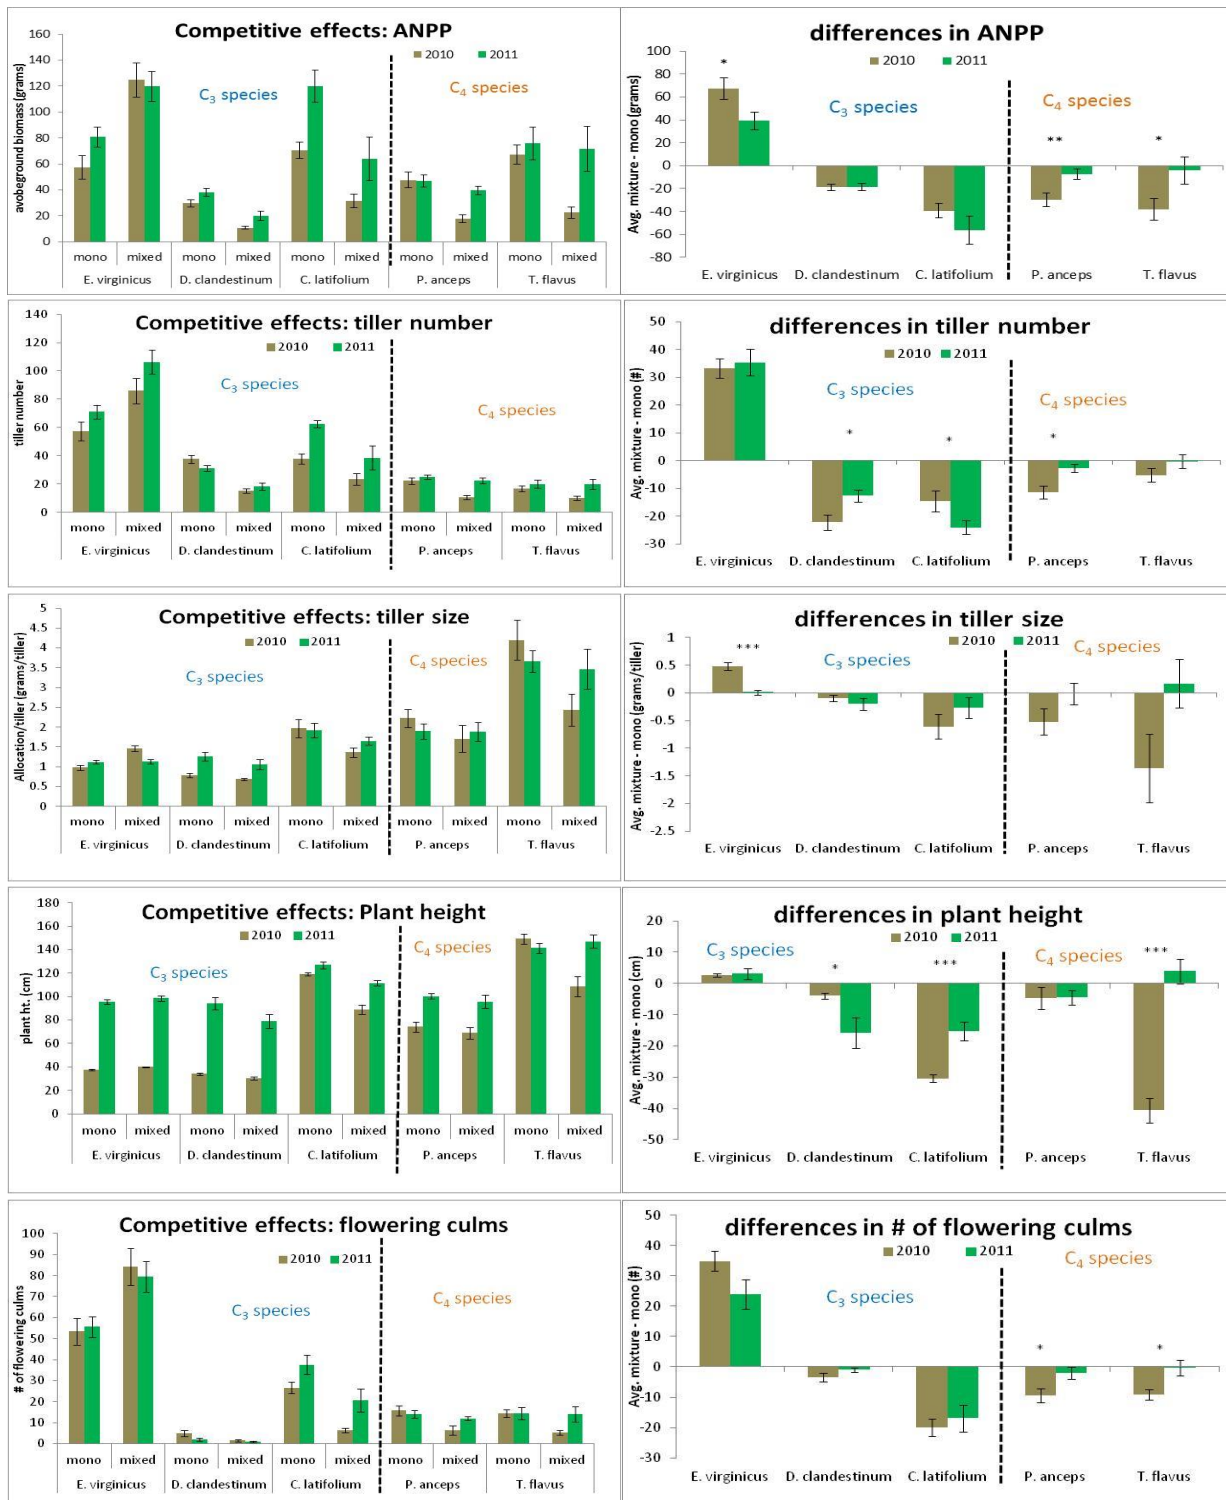 Competitive effects: ANPP
2010 2011
C3 species
C4 species
avobeground biomass (grams)
160
140
120
100
80
60
40
20
0
mono mixed mono mixed mono mixed mono mixed mono mixed
E. virginicus D. clandestinum C. latifolium P. anceps T. flavus
differences in ANPP
2010 2011
C3 species
C4 species
Avg. mixture - mono (grams)
100
80
60
40
20
0
-20
-40
-60
-80
* ** *
E. virginicus D. clandestinum C. latifolium P. anceps T. flavus
Competitive effects: tiller number
2010 2011
C3 species
C4 species
tiller number
140
120
100
80
60
40
20
0
mono mixed mono mixed mono mixed mono mixed mono mixed
E. virginicus D. clandestinum C. latifolium P. anceps T. flavus
differences in tiller number
2010 2011
C3 species
C4 species
Avg. mixture - mono (#)
50
40
30
20
10
0
-10
-20
-30
* * *
E. virginicus D. clandestinum C. latifolium P. anceps T. flavus
Competitive effects: tiller size
2010 2011
C3 species
C4 species
Allocation/tiller (grams/tiller)
5
4.5
4
3.5
3
2.5
2
1.5
1
0.5
0
mono mixed mono mixed mono mixed mono mixed mono mixed
E. virginicus D. clandestinum C. latifolium P. anceps T. flavus
differences in tiller size
2010 2011
C3 species
C4 species
Avg. mixture - mono (grams/tiller)
1
0.5
0
-0.5
-1
-1.5
-2
-2.5
***
E. virginicus D. clandestinum C. latifolium P. anceps T. flavus
Competitive effects: Plant height
2010 2011
C3 species
C4 species
plant ht. (cm)
180
160
140
120
100
80
60
40
20
0
mono mixed mono mixed mono mixed mono mixed mono mixed
E. virginicus D. clandestinum C. latifolium P. anceps T. flavus
differences in plant height
2010 2011
C3 species
C4 species
Avg. mixture - mono (cm)
20
10
0
-10
-20
-30
-40
-50
* *** ***
E. virginicus D. clandestinum C. latifolium P. anceps T. flavus
Competitive effects: flowering culms
2010 2011
C3 species
C4 species
# of flowering culms
100
90
80
70
60
50
40
30
20
10
0
mono mixed mono mixed mono mixed mono mixed mono mixed
E. virginicus D. clandestinum C. latifolium P. anceps T. flavus
differences in # of flowering culms
2010 2011
C3 species
C4 species
Avg. mixture - mono (#)
40
30
20
10
0
-10
-20
-30
* *
E. virginicus D. clandestinum C. latifolium P. anceps T. flavus